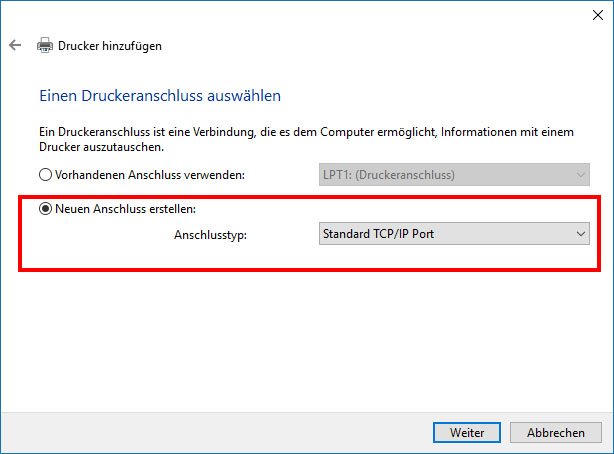 Drucker hinzufügen
Einen Druckeranschluss auswählen
Ein Druckeranschluss ist eine Verbindung, die es dem Computer ermöglicht, Informationen mit einem
Drucker auszutauschen.
Vorhandenen Anschluss verwenden: LPT1: (Druckeranschluss)
Neuen Anschluss erstellen:
Anschlusstyp: Standard TCP/IP Port
Weiter Abbrechen